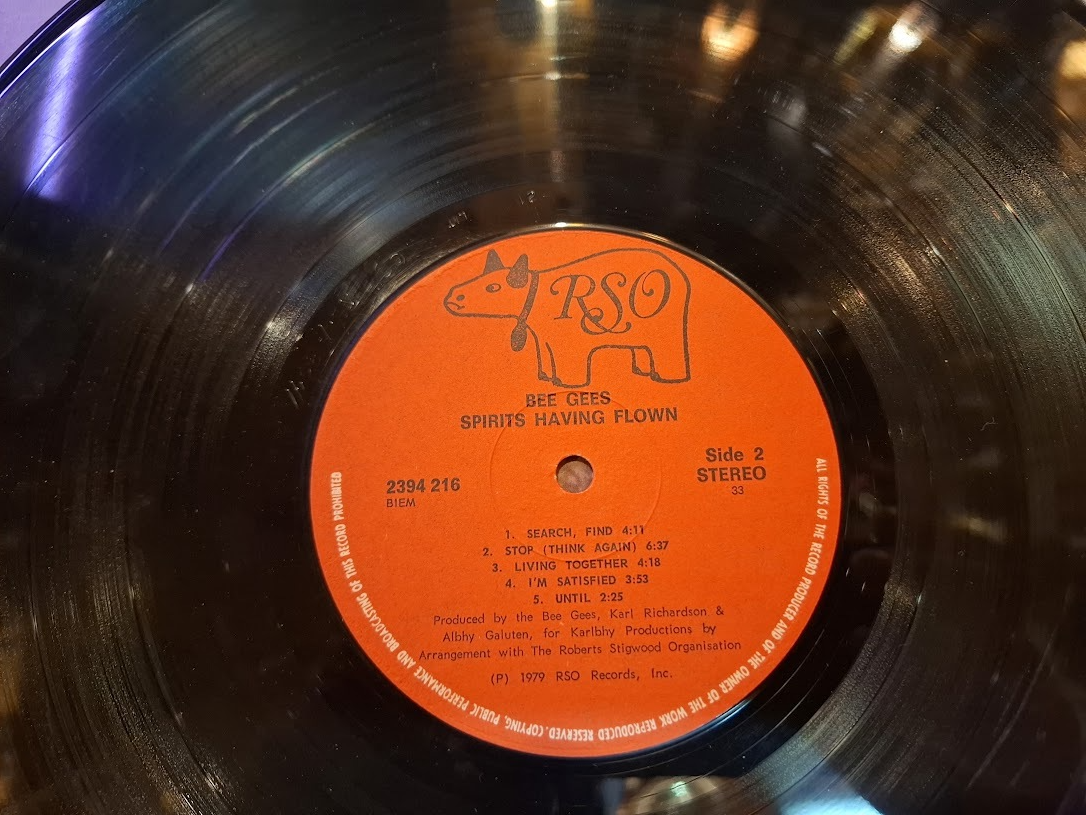 RSO
BEE GEES
SPIRITS HAVING FLOWN
2394 216
BIEM
Side 2
STEREO
33
1. SEARCH, FIND 4:11
2. STOP (THINK AGAIN) 6:37
3. LIVING TOGETHER 4:18
4. I'M SATISFIED 3:53
5. UNTIL 2:25
Produced by the Bee Gees, Karl Richardson &
Albhy Galuten, for Karlbhy Productions by
Arrangement with The Roberts Stigwood Organisation
(P) 1979 RSO Records, Inc.
ALL RIGHTS OF THE RECORD PRODUCER AND OF THE OWNER OF THE WORK REPRODUCED RESERVED. COPYING, PUBLIC PERFORMANCE AND BROADCASTING OF THIS RECORD PROHIBITED